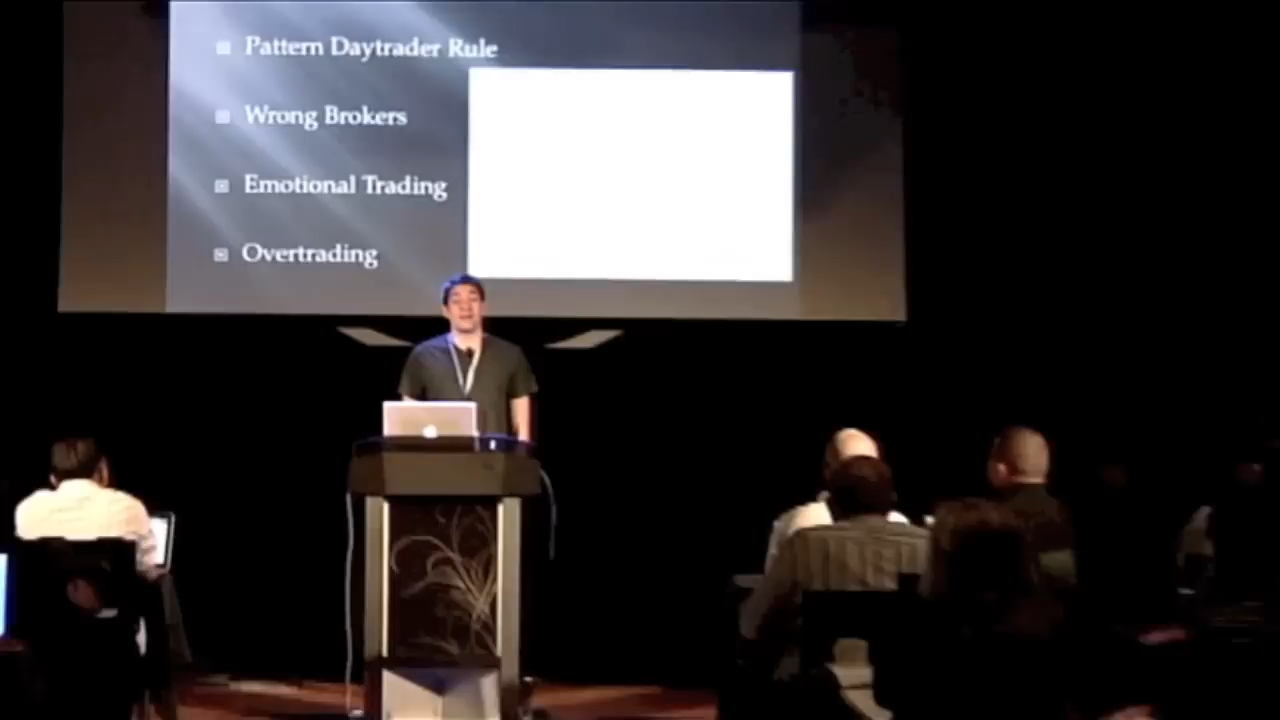 Pattern Daytrader Rule
Wrong Brokers
Emotional Trading
Overtrading